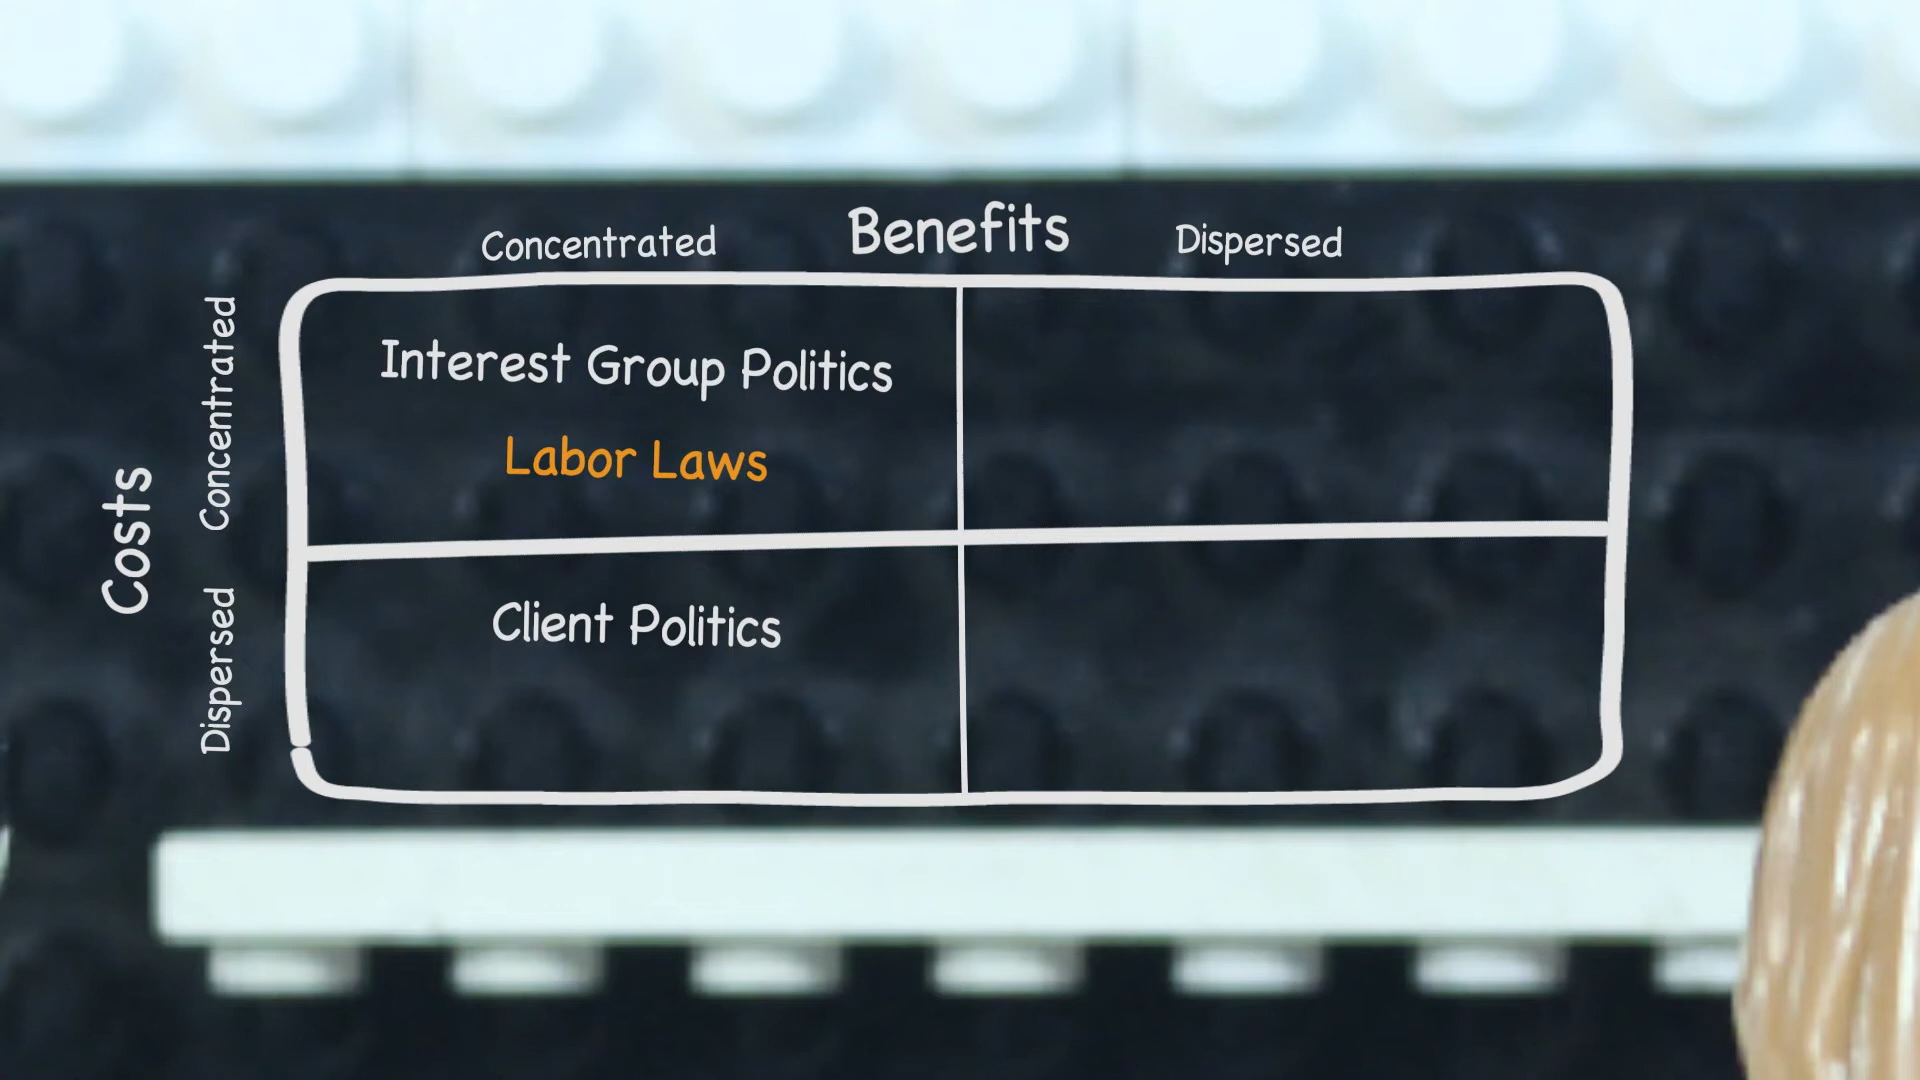 Benefits
Concentrated
Dispersed
Costs
Concentrated
Interest Group Politics
Labor Laws
Dispersed
Client Politics